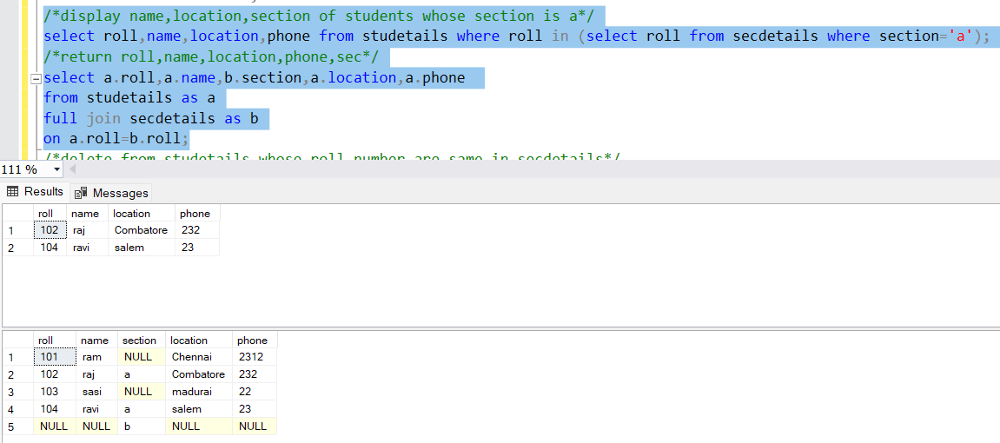 /*display name,location,section of students whose section is a*/
select roll,name,location,phone from studetails where roll in (select roll from secdetails where section='a');
/*return roll,name,location,phone,sec*/
select a.roll,a.name,b.section,a.location,a.phone
from studetails as a
full join secdetails as b
on a.roll=b.roll;
/*delete from studetails whose roll number are same in secdetails*/
111 %
Results Messages
roll name location phone
1 102 raj Combatore 232
2 104 ravi salem 23
roll name section location phone
1 101 ram NULL Chennai 2312
2 102 raj a Combatore 232
3 103 sasi NULL madurai 22
4 104 ravi a salem 23
5 NULL NULL b NULL NULL